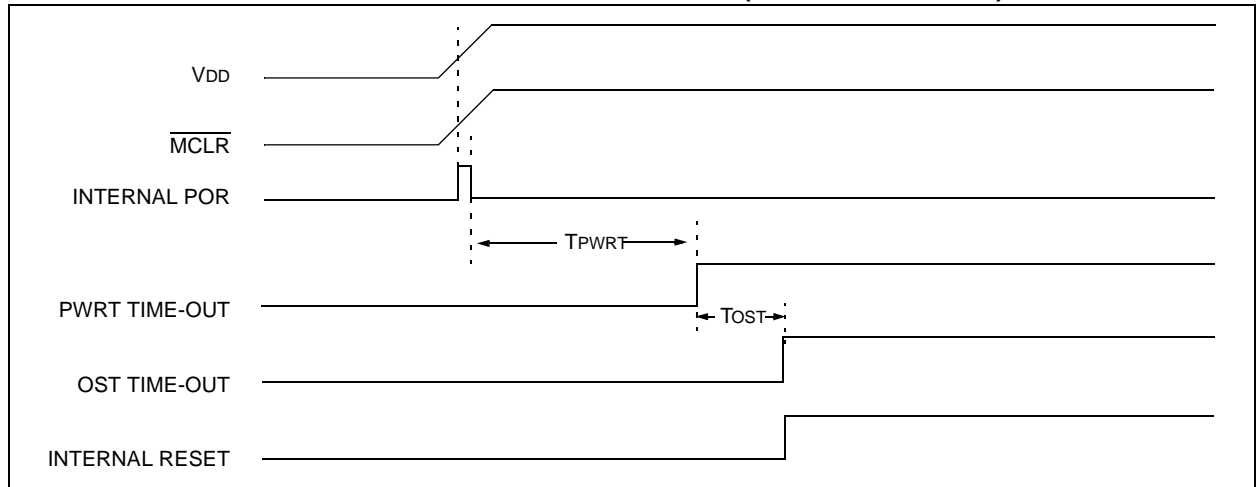 VDD
MCLR
INTERNAL POR
TPWRT
PWRT TIME-OUT
TOST
OST TIME-OUT
INTERNAL RESET